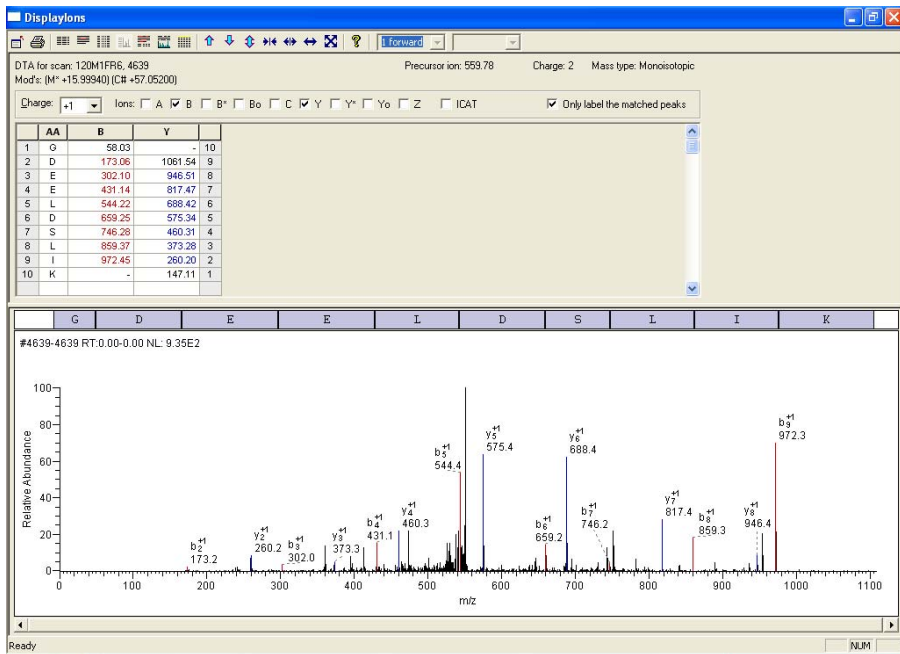 DisplayIons
1 forward
DTA for scan: 120M1FR6, 4639 Precursor ion: 559.78 Charge: 2 Mass type: Monoisotopic
Mod's: (M* +15.99940) (C# +57.05200)
Charge: +1 Ions: A B B* Bo C Y Y* Yo Z ICAT Only label the matched peaks
AA B Y
1 G 58.03 - 10
2 D 173.06 1061.54 9
3 E 302.10 946.51 8
4 E 431.14 817.47 7
5 L 544.22 688.42 6
6 D 659.25 575.34 5
7 S 746.28 460.31 4
8 L 859.37 373.28 3
9 I 972.45 260.20 2
10 K - 147.11 1
G D E E L D S L I K
#4639-4639 RT:0.00-0.00 NL: 9.35E2
Relative Abundance
100
80
60
40
20
0
b2+1
173.2
y2+1
260.2
b3+1
302.0
y3+1
373.3
b4+1
431.1
y4+1
460.3
b5+1
544.4
y5+1
575.4
b6+1
659.2
y6+1
688.4
b7+1
746.2
y7+1
817.4
b8+1
859.3
y8+1
946.4
b9+1
972.3
0 100 200 300 400 500 600 700 800 900 1000 1100
m/z
Ready NUM